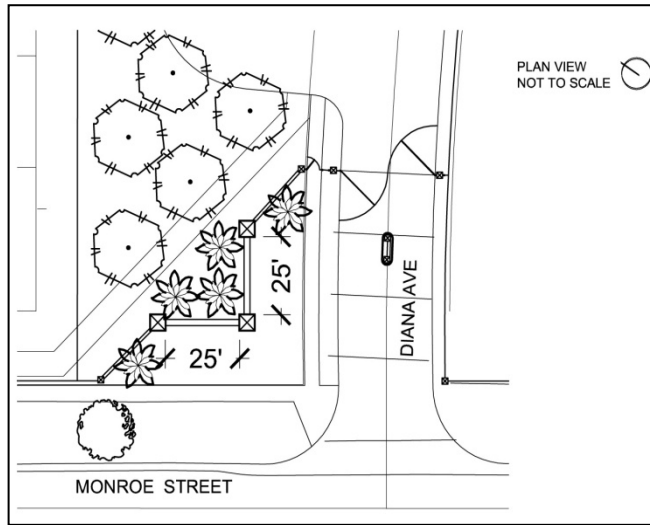 PLAN VIEW
NOT TO SCALE
25'
DIANA AVE
25'
MONROE STREET